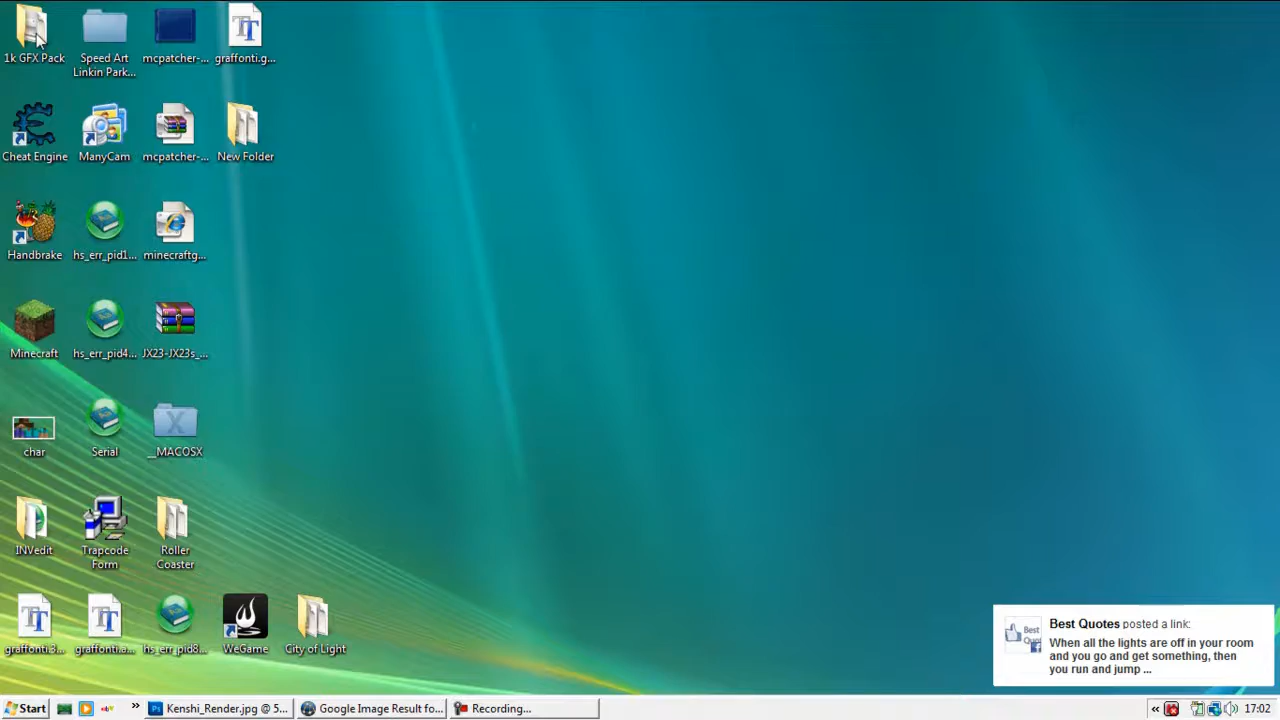 1k GFX Pack
Speed Art
Linkin Park...
mcpatcher-...
graffonti.g...
Cheat Engine
ManyCam
mcpatcher-...
New Folder
Handbrake
hs_err_pid1...
minecraftg...
Minecraft
hs_err_pid4...
JX23-JX23s_...
char
Serial
__MACOSX
INVedit
Trapcode
Form
Roller
Coaster
graffonti.3...
graffonti.a...
hs_err_pid8...
WeGame
City of Light
Best Quotes posted a link:
When all the lights are off in your room
and you go and get something, then
you run and jump ...
Start
Kenshi_Render.jpg @ 5...
Google Image Result fo...
Recording...
17:02